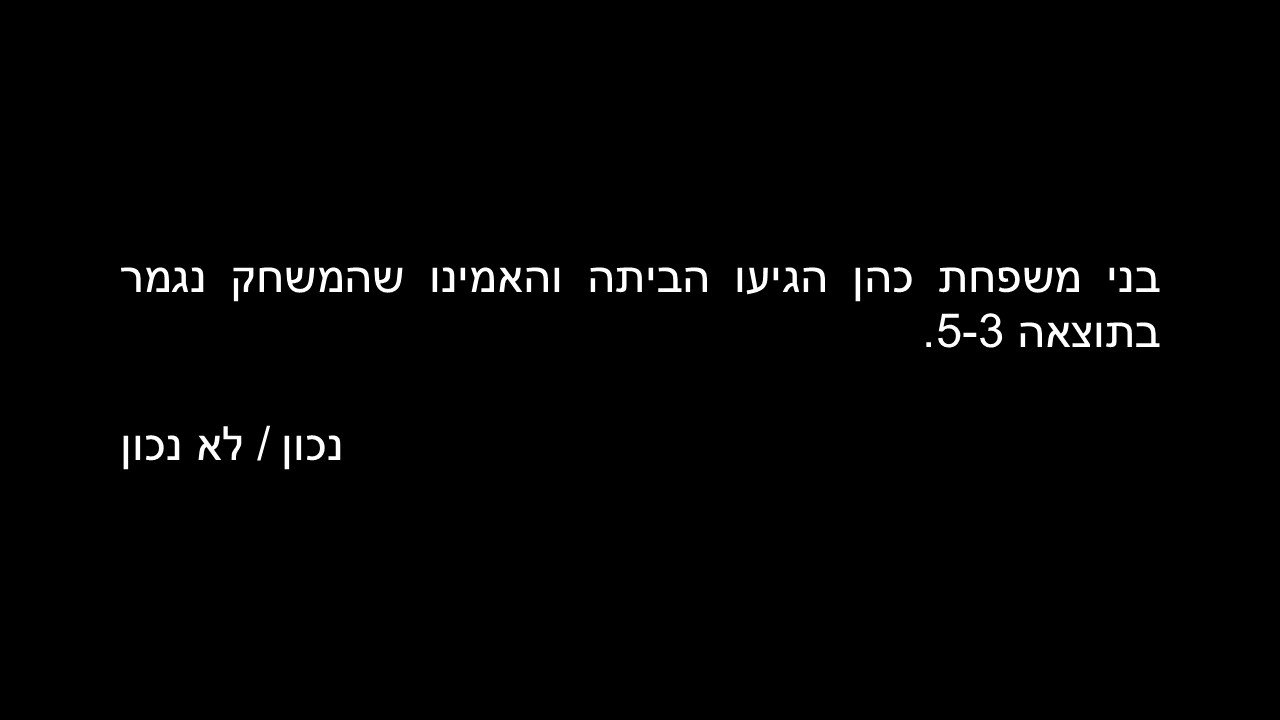 בני משפחת כהן הגיעו הביתה והאמינו שהמשחק נגמר
בתוצאה 5-3.
נכון / לא נכון